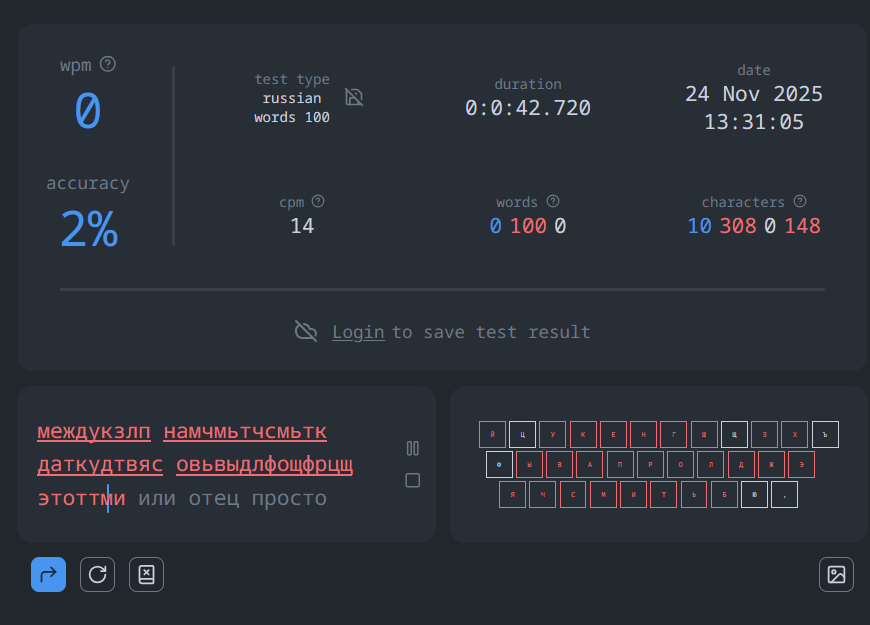 wpm
0
accuracy
2%
test type
russian
words 100
duration
0:0:42.720
date
24 Nov 2025
13:31:05
cpm
14
words
0 100 0
characters
10 308 0 148
Login to save test result
междукзлп намчмьтчсмьтк
даткудтвяс овьвыдлфощфрцщ
этоттми или отец просто
Й Ц У К Е Н Г Ш Щ З Х Ъ
Ф Ы В А П Р О Л Д Ж Э
Я Ч С М И Т Ь Б Ю .